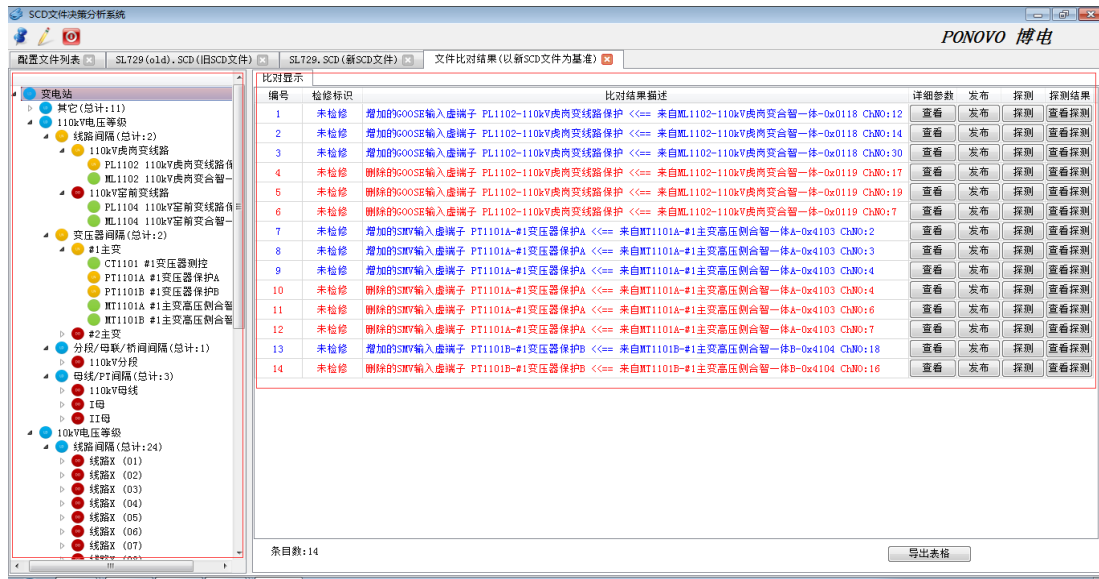 SCD文件决策分析系统
PONOVO 博电
配置文件列表
SL729(old).SCD(旧SCD文件)
SL729.SCD(新SCD文件)
文件比对结果(以新SCD文件为基准)
变电站
其它(总计:11)
110kV电压等级
线路间隔(总计:2)
110kV虎岗变线路
PL1102 110kV虎岗变线路保
ML1102 110kV虎岗变合智一
110kV窑前变线路
PL1104 110kV窑前变线路保
ML1104 110kV窑前变合智一
变压器间隔(总计:2)
#1主变
CT1101 #1变压器测控
PT1101A #1变压器保护A
PT1101B #1变压器保护B
MT1101A #1主变高压侧合智
MT1101B #1主变高压侧合智
#2主变
分段/母联/桥间间隔(总计:1)
110kV分段
母线/PT间隔(总计:3)
110kV母线
I母
II母
10kV电压等级
线路间隔(总计:24)
线路X (01)
线路X (02)
线路X (03)
线路X (04)
线路X (05)
线路X (06)
线路X (07)
比对显示
编号 检修标识 比对结果描述 详细参数 发布 探测 探测结果
1 未检修 增加的GOOSE输入虚端子 PL1102-110kV虎岗变线路保护 <<== 来自ML1102-110kV虎岗变合智一体-0x0118 ChNO:12 查看 发布 探测 查看探测
2 未检修 增加的GOOSE输入虚端子 PL1102-110kV虎岗变线路保护 <<== 来自ML1102-110kV虎岗变合智一体-0x0118 ChNO:14 查看 发布 探测 查看探测
3 未检修 增加的GOOSE输入虚端子 PL1102-110kV虎岗变线路保护 <<== 来自ML1102-110kV虎岗变合智一体-0x0118 ChNO:30 查看 发布 探测 查看探测
4 未检修 删除的GOOSE输入虚端子 PL1102-110kV虎岗变线路保护 <<== 来自ML1102-110kV虎岗变合智一体-0x0119 ChNO:17 查看 发布 探测 查看探测
5 未检修 删除的GOOSE输入虚端子 PL1102-110kV虎岗变线路保护 <<== 来自ML1102-110kV虎岗变合智一体-0x0119 ChNO:19 查看 发布 探测 查看探测
6 未检修 删除的GOOSE输入虚端子 PL1102-110kV虎岗变线路保护 <<== 来自ML1102-110kV虎岗变合智一体-0x0119 ChNO:7 查看 发布 探测 查看探测
7 未检修 增加的SMV输入虚端子 PT1101A-#1变压器保护A <<== 来自MT1101A-#1主变高压侧合智一体A-0x4103 ChNO:2 查看 发布 探测 查看探测
8 未检修 增加的SMV输入虚端子 PT1101A-#1变压器保护A <<== 来自MT1101A-#1主变高压侧合智一体A-0x4103 ChNO:3 查看 发布 探测 查看探测
9 未检修 增加的SMV输入虚端子 PT1101A-#1变压器保护A <<== 来自MT1101A-#1主变高压侧合智一体A-0x4103 ChNO:4 查看 发布 探测 查看探测
10 未检修 删除的SMV输入虚端子 PT1101A-#1变压器保护A <<== 来自MT1101A-#1主变高压侧合智一体A-0x4103 ChNO:4 查看 发布 探测 查看探测
11 未检修 删除的SMV输入虚端子 PT1101A-#1变压器保护A <<== 来自MT1101A-#1主变高压侧合智一体A-0x4103 ChNO:6 查看 发布 探测 查看探测
12 未检修 删除的SMV输入虚端子 PT1101A-#1变压器保护A <<== 来自MT1101A-#1主变高压侧合智一体A-0x4103 ChNO:7 查看 发布 探测 查看探测
13 未检修 增加的SMV输入虚端子 PT1101B-#1变压器保护B <<== 来自MT1101B-#1主变高压侧合智一体B-0x4104 ChNO:18 查看 发布 探测 查看探测
14 未检修 删除的SMV输入虚端子 PT1101B-#1变压器保护B <<== 来自MT1101B-#1主变高压侧合智一体B-0x4104 ChNO:16 查看 发布 探测 查看探测
条目数:14
导出表格